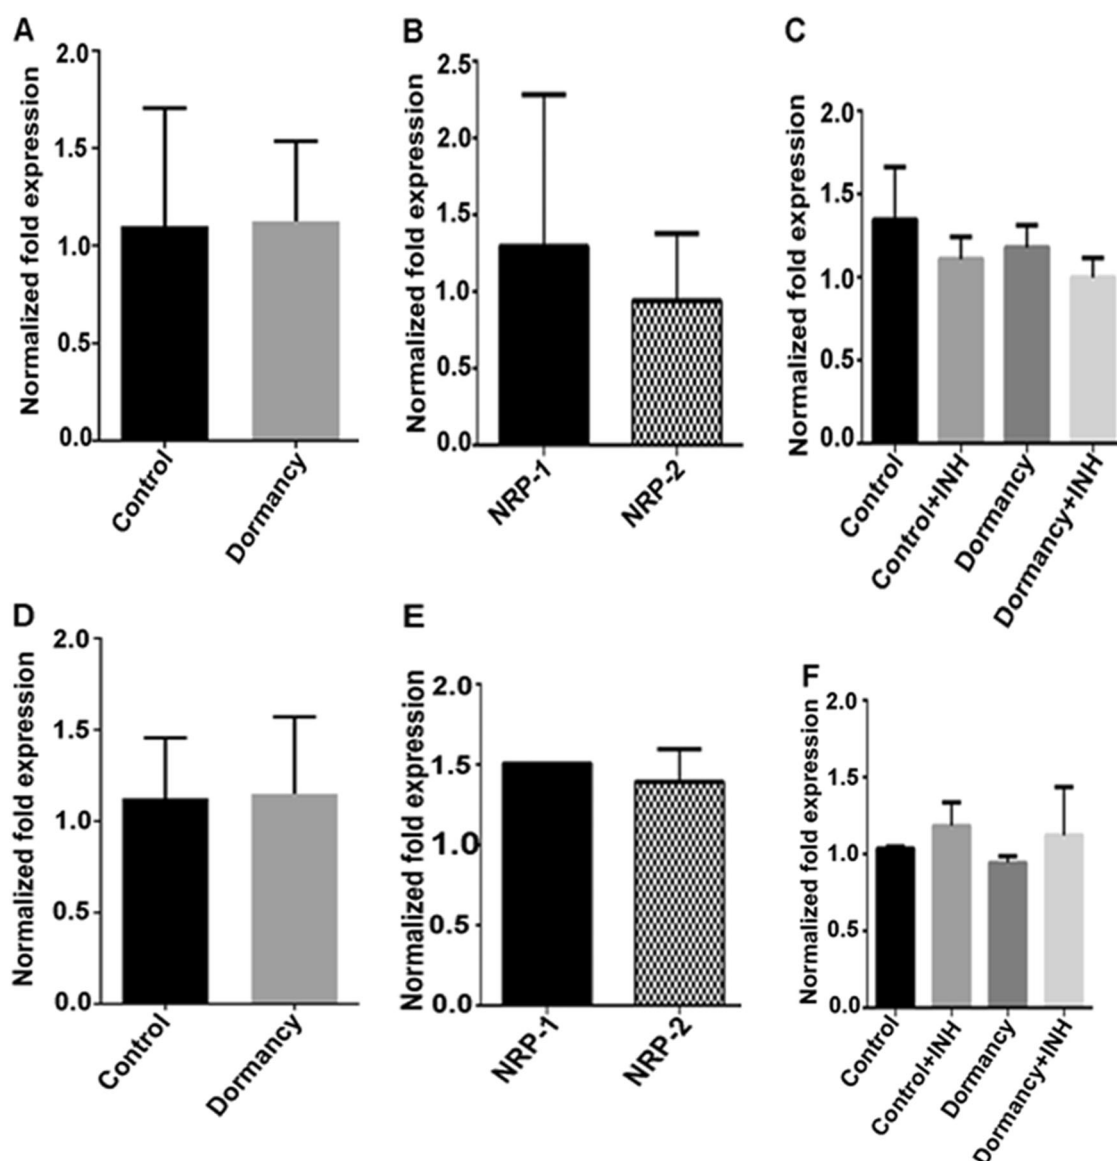 A
Normalized fold expression
2.0
1.5
1.0
0.5
0.0
Control
Dormancy
B
Normalized fold expression
2.5
2.0
1.5
1.0
0.5
0.0
NRP-1
NRP-2
C
Normalized fold expression
2.0
1.5
1.0
0.5
0.0
Control
Control+INH
Dormancy
Dormancy+INH
D
Normalized fold expression
2.0
1.5
1.0
0.5
0.0
Control
Dormancy
E
Normalized fold expression
2.0
1.5
1.0
0.5
0.0
NRP-1
NRP-2
F
Normalized fold expression
2.0
1.5
1.0
0.5
0.0
Control
Control+INH
Dormancy
Dormancy+INH